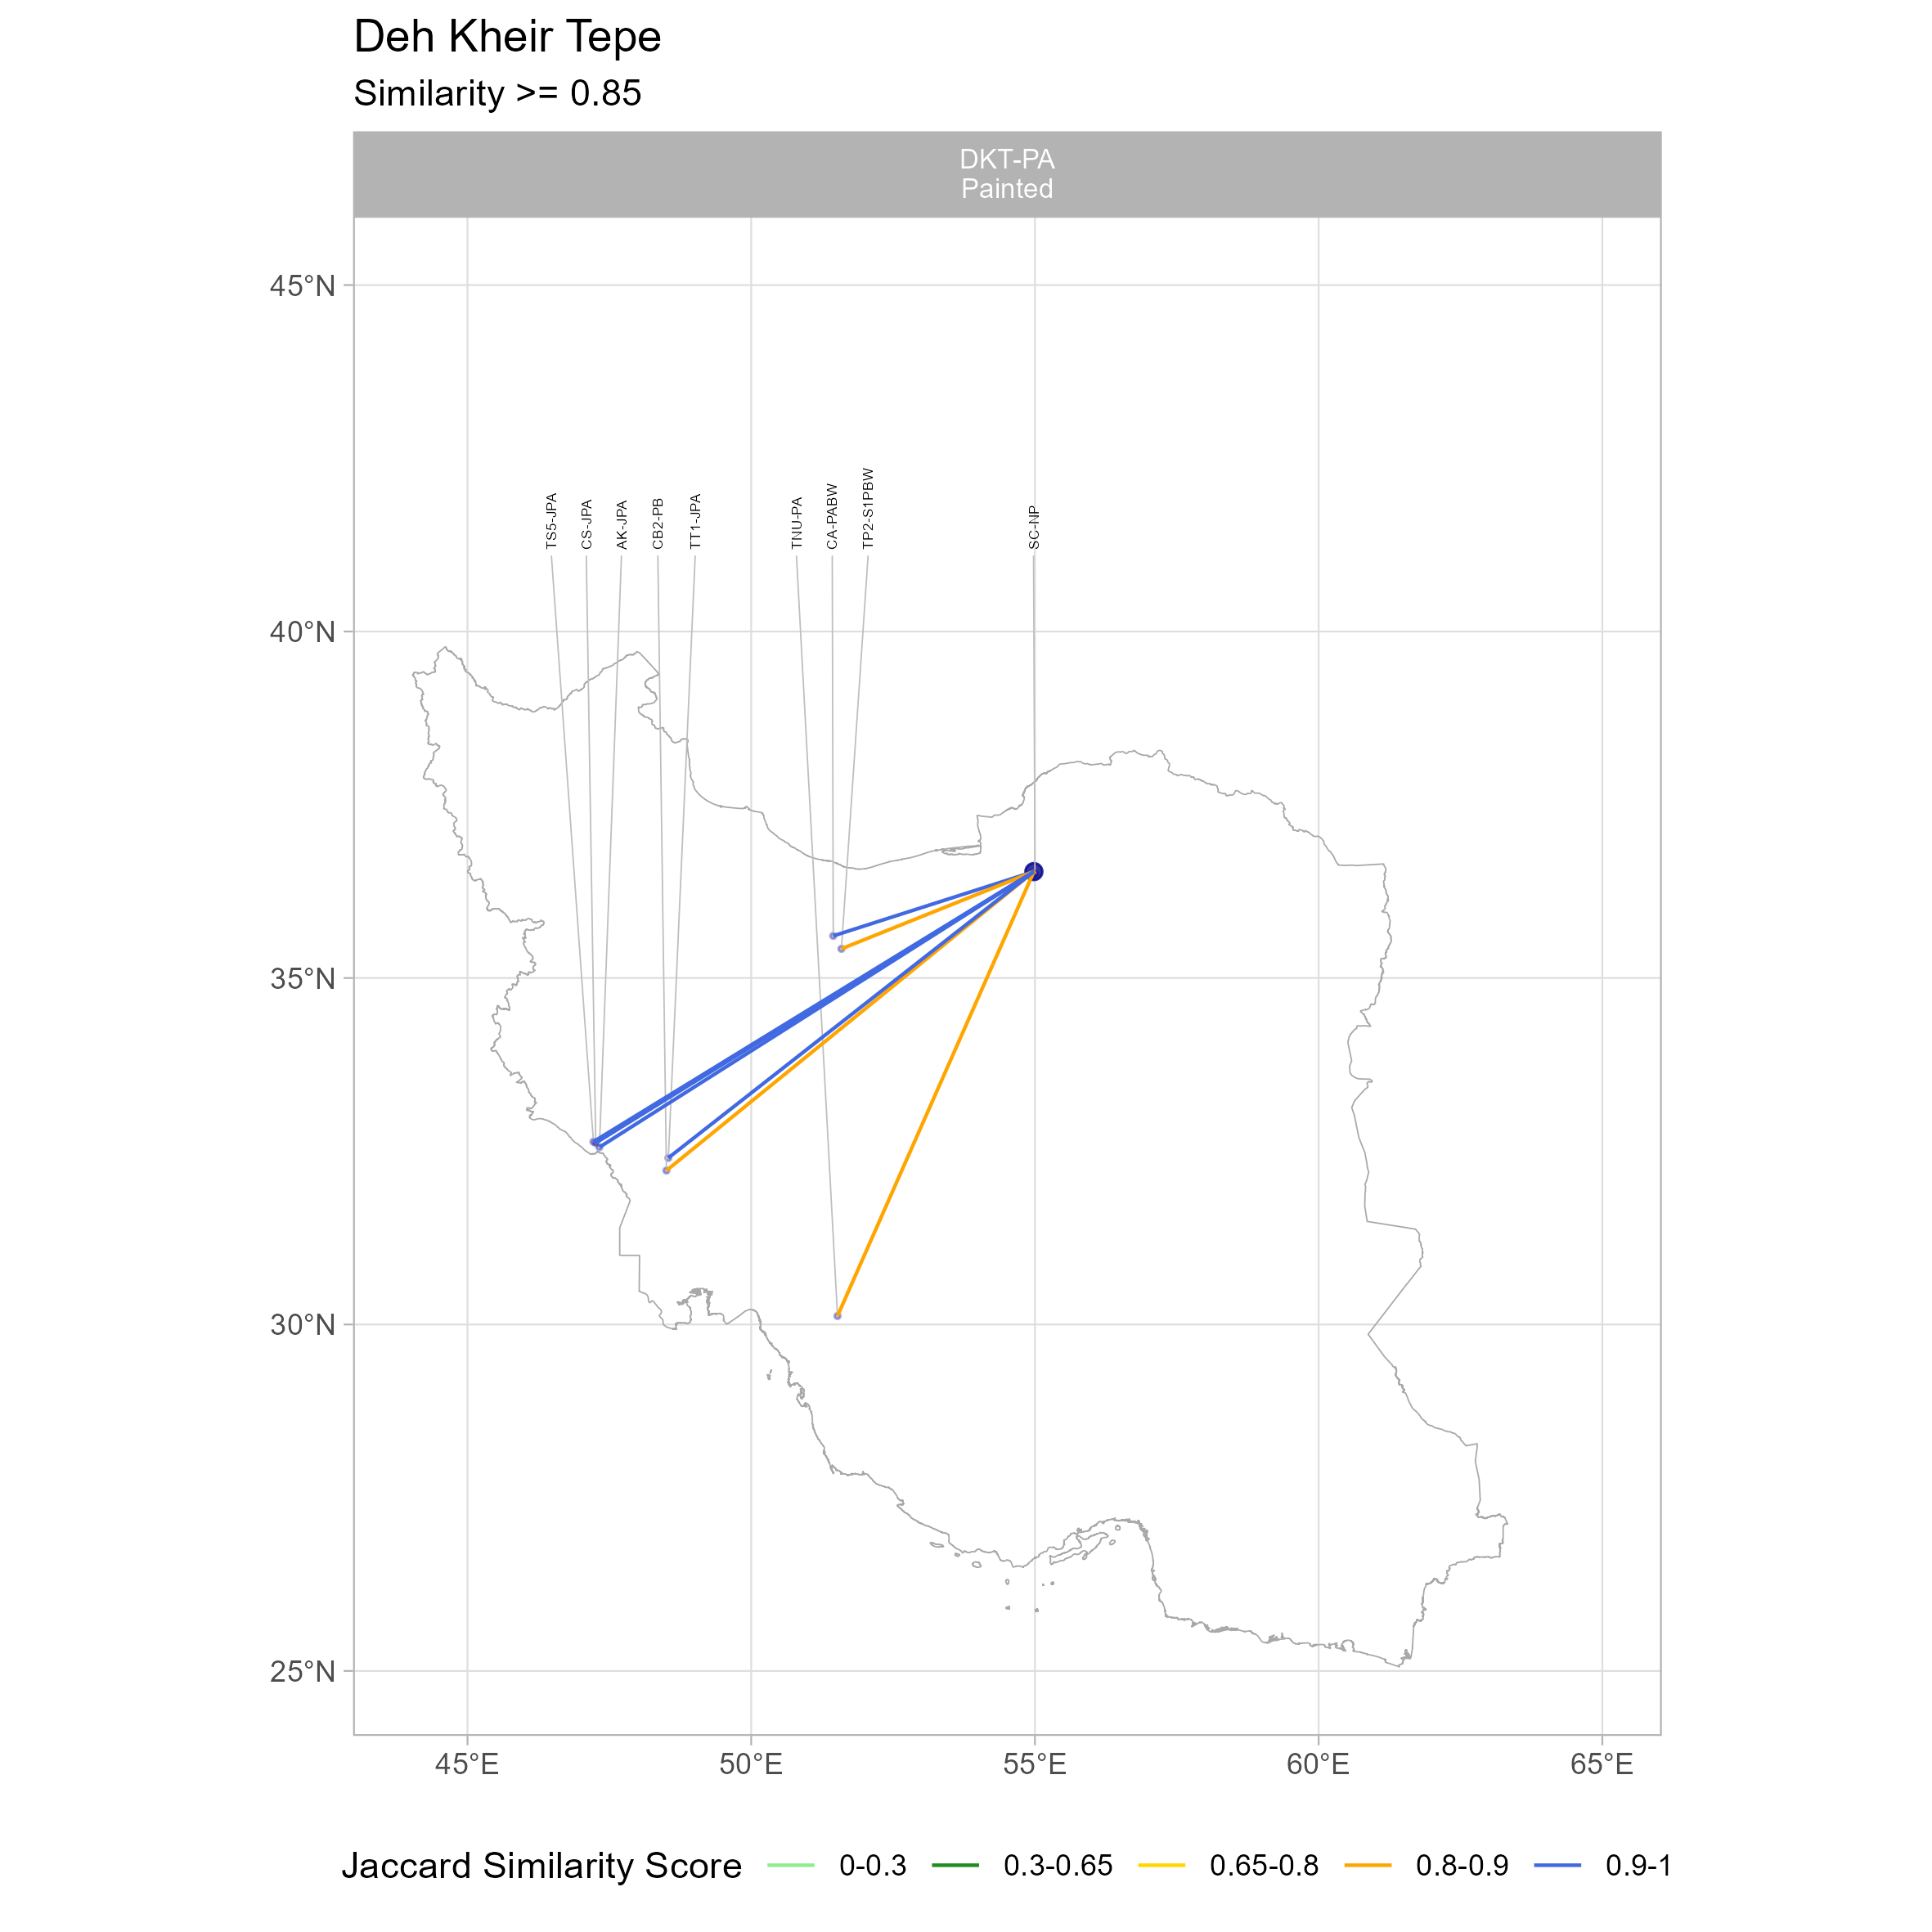 Deh Kheir Tepe
Similarity >= 0.85
DKT-PA
Painted
45°N
40°N
35°N
30°N
25°N
TS5-JPA
CS-JPA
AK-JPA
CB2-PB
TT1-JPA
TNU-PA
CA-PABW
TP2-S1PBW
SC-NP
45°E
50°E
55°E
60°E
65°E
Jaccard Similarity Score 0-0.3 0.3-0.65 0.65-0.8 0.8-0.9 0.9-1